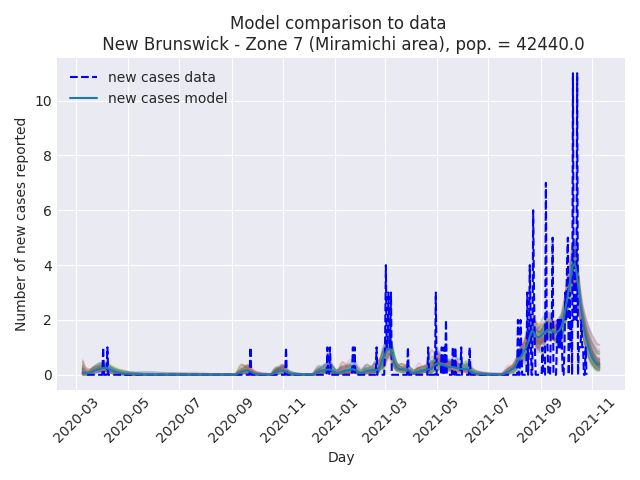 Model comparison to data
New Brunswick - Zone 7 (Miramichi area), pop. = 42440.0
new cases data
new cases model
Number of new cases reported
10
8
6
4
2
0
2020-03
2020-05
2020-07
2020-09
2020-11
2021-01
2021-03
2021-05
2021-07
2021-09
2021-11
Day